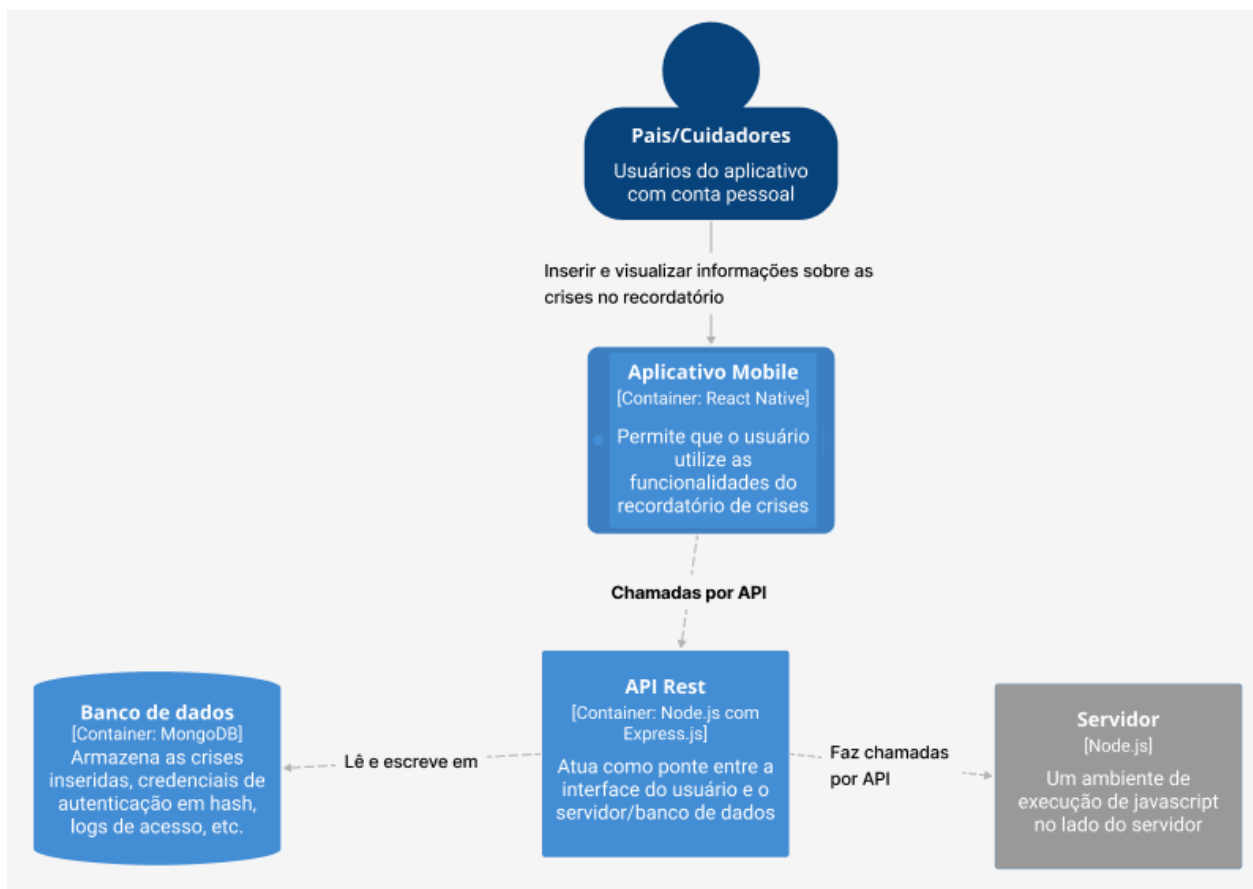 Pais/Cuidadores
Usuários do aplicativo
com conta pessoal
Inserir e visualizar informações sobre as
crises no recordatório
Aplicativo Mobile
[Container: React Native]
Permite que o usuário
utilize as
funcionalidades do
recordatório de crises
Chamadas por API
Banco de dados
[Container: MongoDB]
Armazena as crises
inseridas, credenciais de
autenticação em hash,
logs de acesso, etc.
Lê e escreve em
API Rest
[Container: Node.js com
Express.js]
Atua como ponte entre a
interface do usuário e o
servidor/banco de dados
Faz chamadas
por API
Servidor
[Node.js]
Um ambiente de
execução de javascript
no lado do servidor